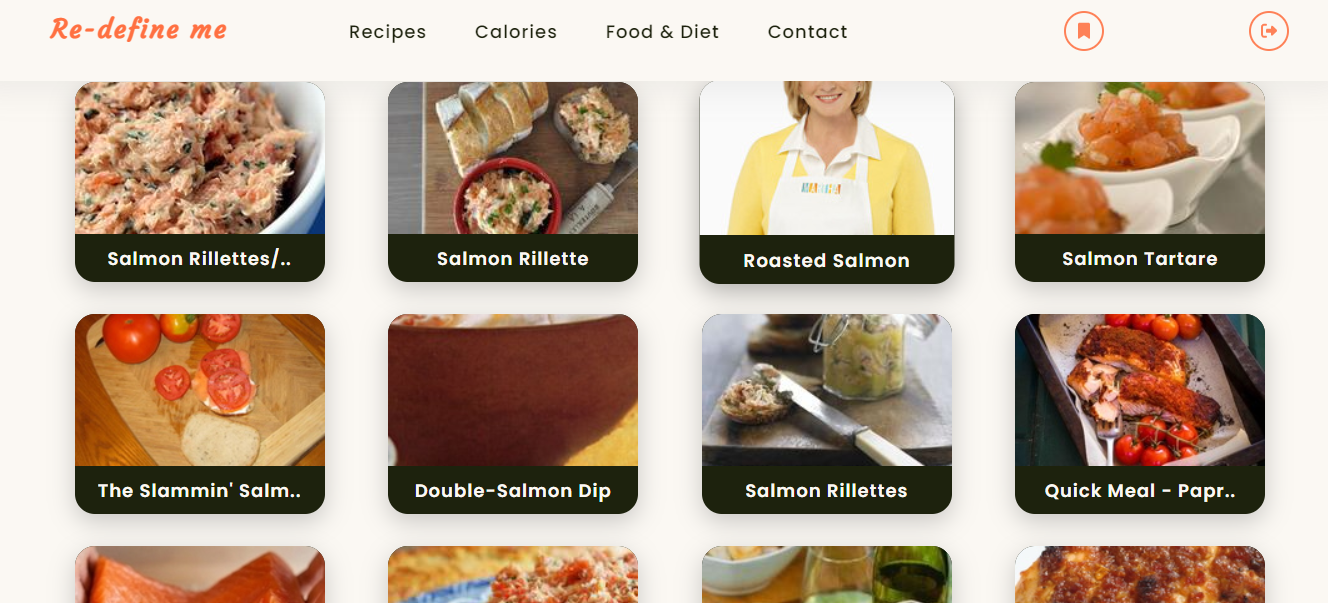 Re-define me
Recipes Calories Food & Diet Contact
Salmon Rillettes/..
Salmon Rillette
Roasted Salmon
Salmon Tartare
The Slammin' Salm..
Double-Salmon Dip
Salmon Rillettes
Quick Meal - Papr..